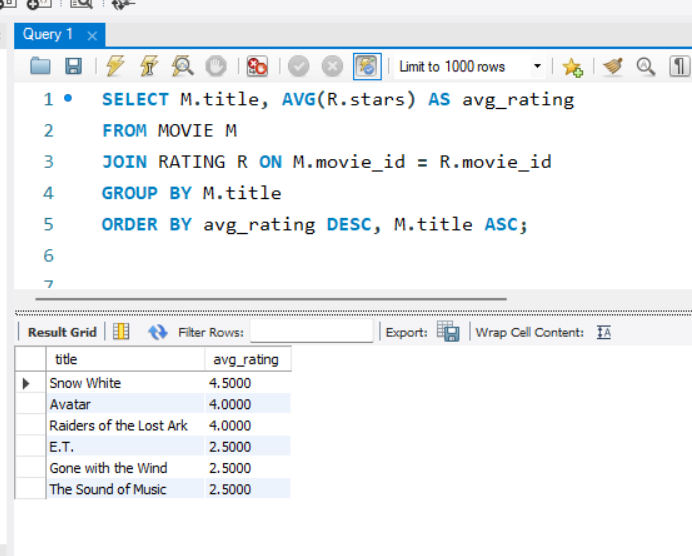 Query 1
Limit to 1000 rows
1 SELECT M.title, AVG(R.stars) AS avg_rating
2 FROM MOVIE M
3 JOIN RATING R ON M.movie_id = R.movie_id
4 GROUP BY M.title
5 ORDER BY avg_rating DESC, M.title ASC;
6
7
Result Grid Filter Rows: Export: Wrap Cell Content:
title avg_rating
Snow White 4.5000
Avatar 4.0000
Raiders of the Lost Ark 4.0000
E.T. 2.5000
Gone with the Wind 2.5000
The Sound of Music 2.5000